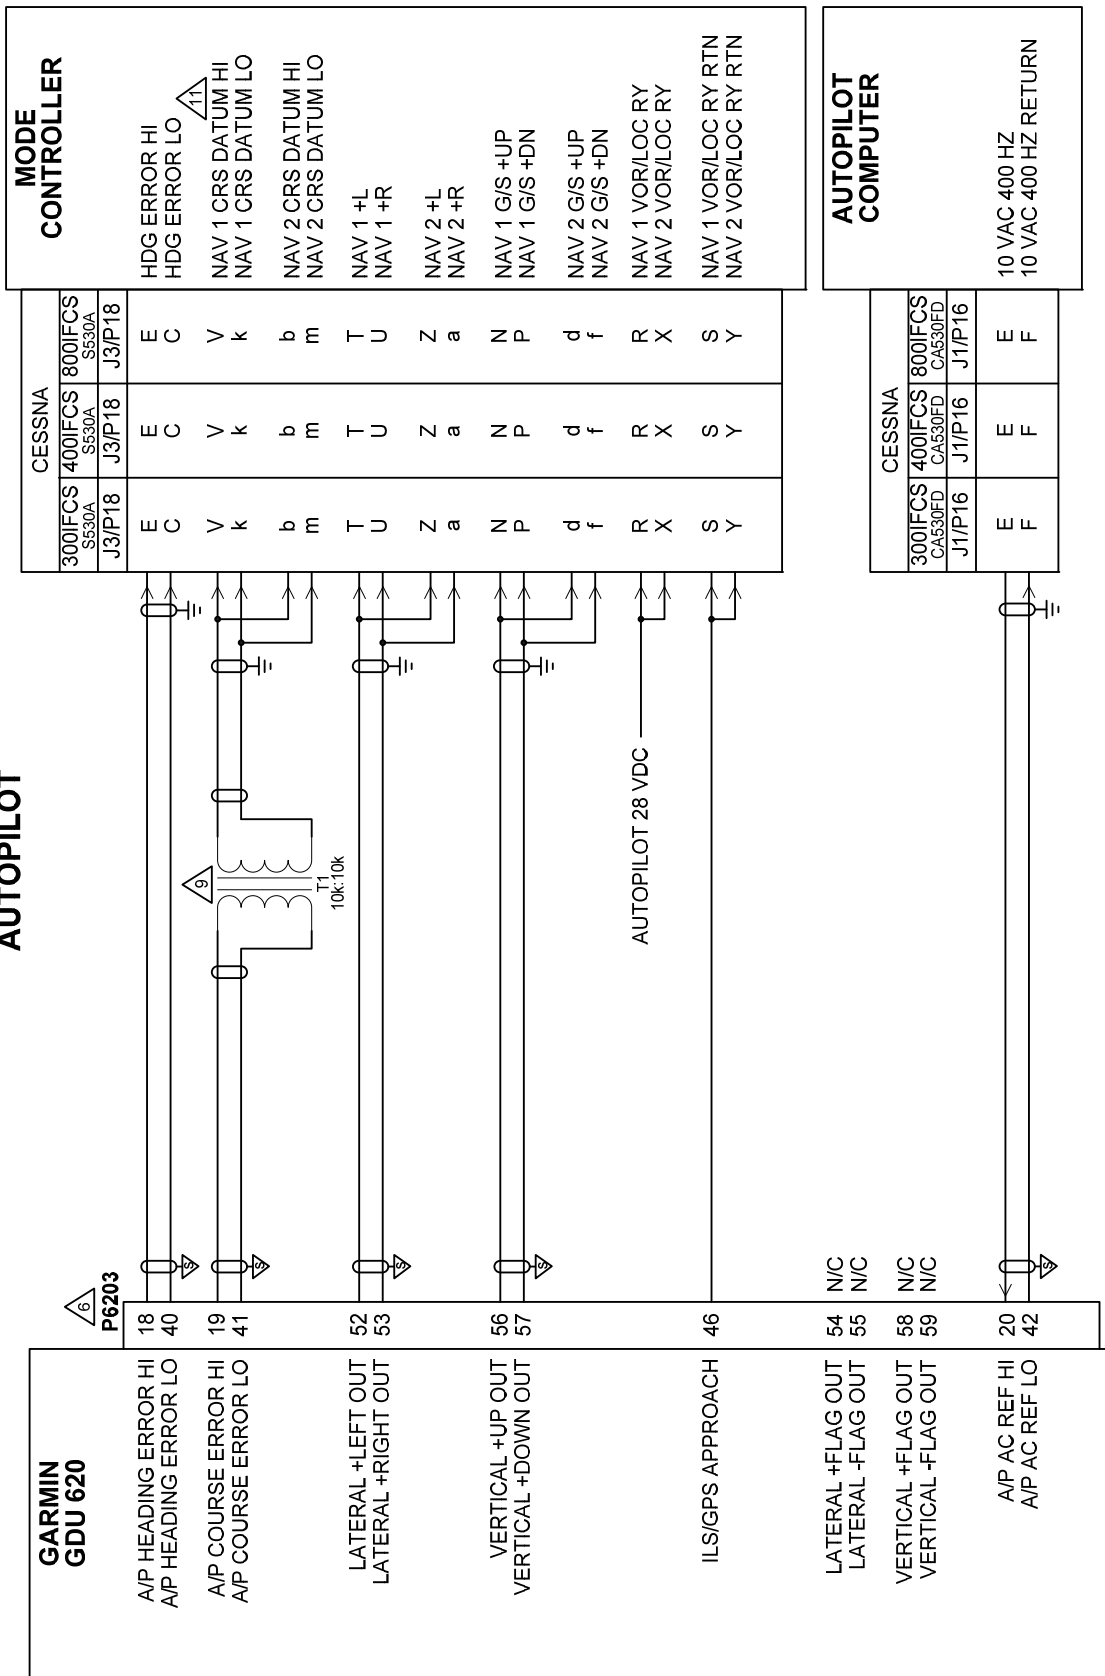 AUTOPILOT
GARMIN
GDU 620
6
P6203
A/P HEADING ERROR HI 18
A/P HEADING ERROR LO 40
A/P COURSE ERROR HI 19
A/P COURSE ERROR LO 41
LATERAL +LEFT OUT 52
LATERAL +RIGHT OUT 53
VERTICAL +UP OUT 56
VERTICAL +DOWN OUT 57
ILS/GPS APPROACH 46
LATERAL +FLAG OUT 54 N/C
LATERAL -FLAG OUT 55 N/C
VERTICAL +FLAG OUT 58 N/C
VERTICAL -FLAG OUT 59 N/C
A/P AC REF HI 20
A/P AC REF LO 42
S
S
S
S
S
9
T1
10k:10k
AUTOPILOT 28 VDC
CESSNA
300IFCS 400IFCS 800IFCS
S530A S530A S530A
J3/P18 J3/P18 J3/P18
MODE
CONTROLLER
E E E HDG ERROR HI
C C C HDG ERROR LO
11
V V V NAV 1 CRS DATUM HI
k k k NAV 1 CRS DATUM LO
b b b NAV 2 CRS DATUM HI
m m m NAV 2 CRS DATUM LO
T T T NAV 1 +L
U U U NAV 1 +R
Z Z Z NAV 2 +L
a a a NAV 2 +R
N N N NAV 1 G/S +UP
P P P NAV 1 G/S +DN
d d d NAV 2 G/S +UP
f f f NAV 2 G/S +DN
R R R NAV 1 VOR/LOC RY
X X X NAV 2 VOR/LOC RY
S S S NAV 1 VOR/LOC RY RTN
Y Y Y NAV 2 VOR/LOC RY RTN
CESSNA
300IFCS 400IFCS 800IFCS
CA530FD CA530FD CA530FD
J1/P16 J1/P16 J1/P16
AUTOPILOT
COMPUTER
E E E 10 VAC 400 HZ
F F F 10 VAC 400 HZ RETURN